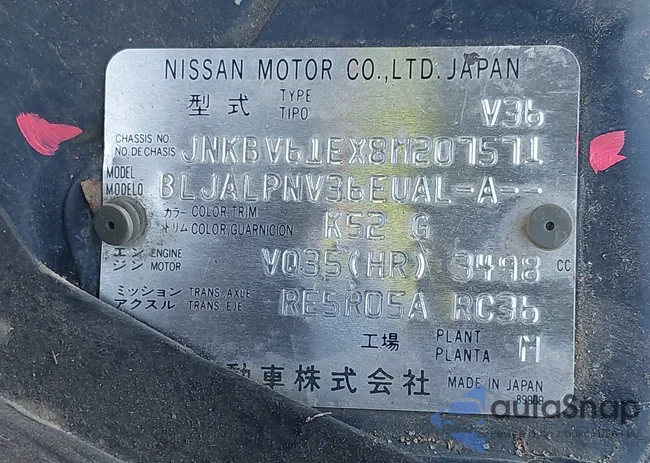 NISSAN MOTOR CO.,LTD. JAPAN
型式 TYPE TIPO V36
CHASSIS NO. NO. DE CHASIS JNKBV61EX8M207571
MODEL MODELO BLJALPNV36EUAL-A--
カラー COLOR,TRIM トリム COLOR,GUARNICION K52 G
エンジン ENGINE MOTOR VQ35(HR) 3498 CC
ミッション TRANS. AXLE アクスル TRANS. EJE RE5R05A RC36
工場 PLANT PLANTA M
動車株式会社 MADE IN JAPAN
autoSnap